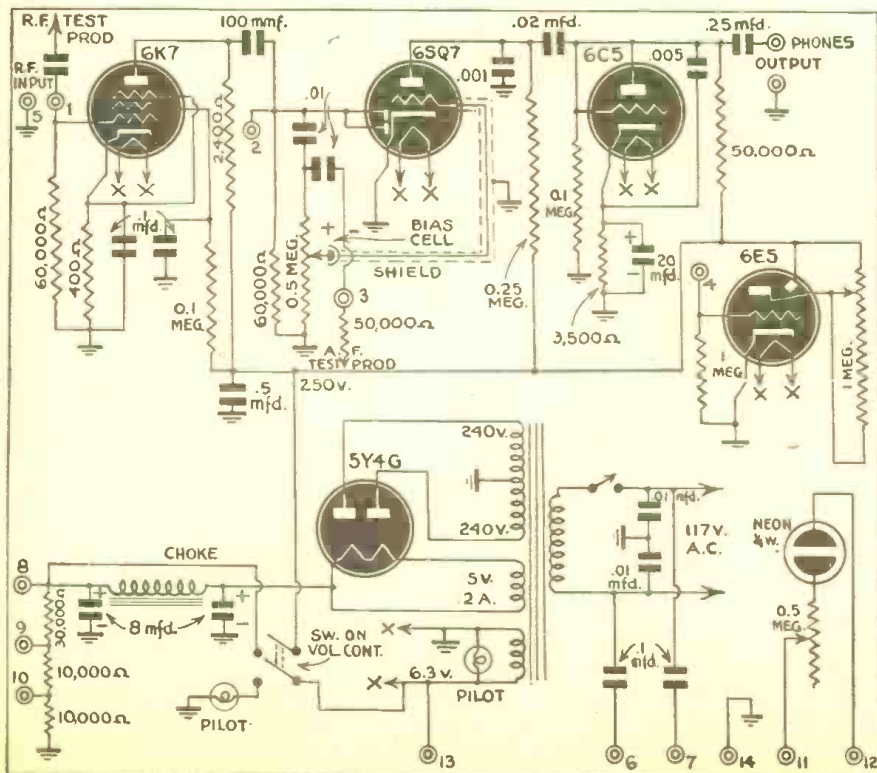 R.F. TEST
PROD
R.F.
INPUT
5
1
6K7
100 mmf.
2,400Ω
60,000Ω
400Ω
.1
mfd.
X X
0.1
MEG.
2
.01
6SQ7
.001
X X
60,000Ω
0.5 MEG.
+ -
BIAS
CELL
SHIELD
3
50,000Ω
A.F.
TEST PROD
.02 mfd.
0.25
MEG.
6C5
.005
X X
0.1
MEG.
+
20
mfd.
-
3,500Ω
.25
mfd.
PHONES
OUTPUT
50,000Ω
4
6E5
1
MEG.
X X
1 MEG.
.5
mfd.
250v.
5Y4G
240v.
240v.
5v.
2 A.
6.3v.
X
X
PILOT
.01 mfd.
.01
mfd.
117v.
A.C.
NEON
¼ W.
0.5
MEG.
8
9
10
CHOKE
+
-
8 mfd.
+
-
30,000Ω
10,000Ω
10,000Ω
SW. ON
VOL. CONT.
PILOT
.1
mfd.
13
6
7
14
11
12